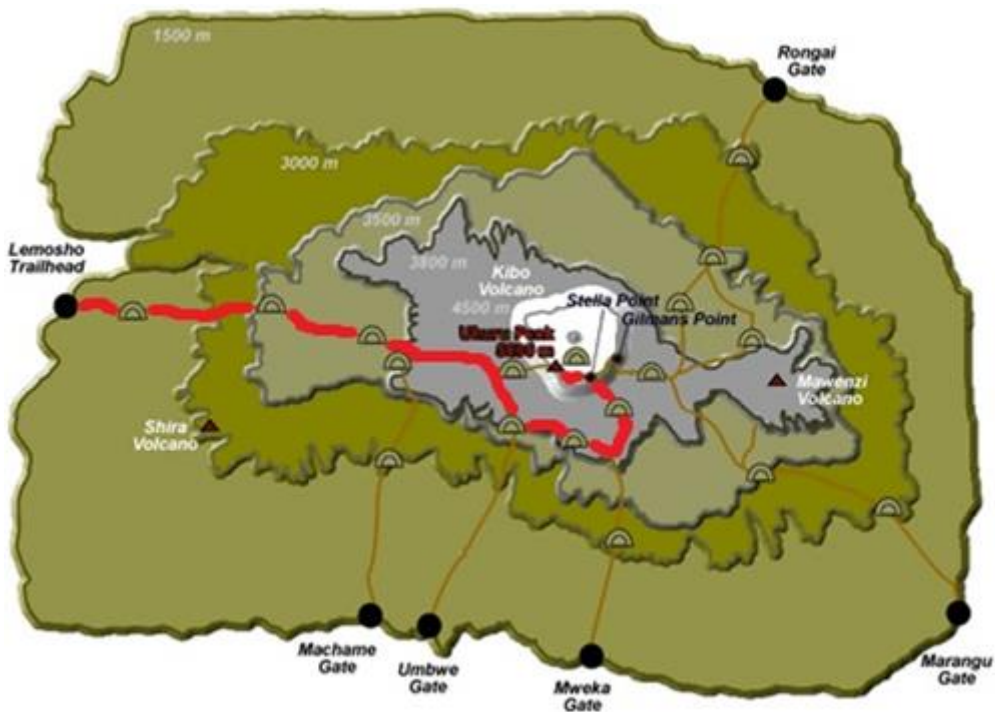 1500 m
Rongai
Gate
3000 m
3500 m
Lemosho
Trailhead
3800 m
Kibo
Volcano
4500 m
Stella Point
Gilmans Point
Uhuru Peak
Mawenzi
Volcano
Shira
Volcano
Machame
Gate
Umbwe
Gate
Mweka
Gate
Marangu
Gate